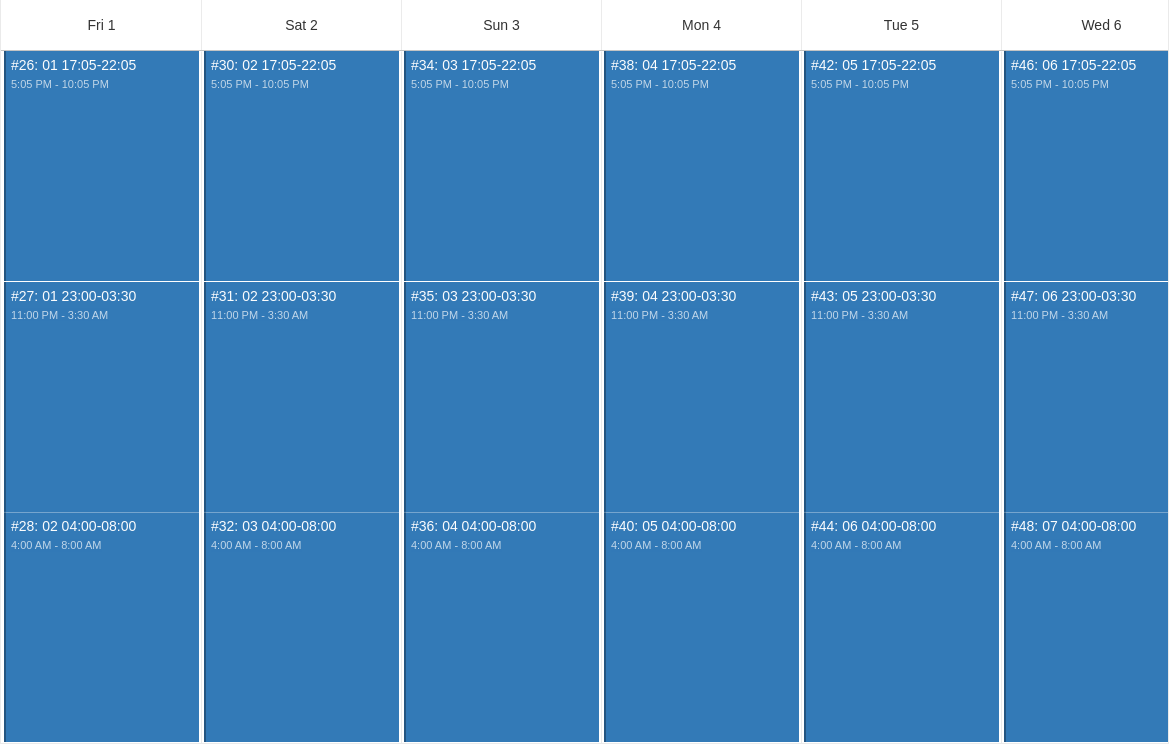 Fri 1
Sat 2
Sun 3
Mon 4
Tue 5
Wed 6
#26: 01 17:05-22:05
5:05 PM - 10:05 PM
#30: 02 17:05-22:05
5:05 PM - 10:05 PM
#34: 03 17:05-22:05
5:05 PM - 10:05 PM
#38: 04 17:05-22:05
5:05 PM - 10:05 PM
#42: 05 17:05-22:05
5:05 PM - 10:05 PM
#46: 06 17:05-22:05
5:05 PM - 10:05 PM
#27: 01 23:00-03:30
11:00 PM - 3:30 AM
#31: 02 23:00-03:30
11:00 PM - 3:30 AM
#35: 03 23:00-03:30
11:00 PM - 3:30 AM
#39: 04 23:00-03:30
11:00 PM - 3:30 AM
#43: 05 23:00-03:30
11:00 PM - 3:30 AM
#47: 06 23:00-03:30
11:00 PM - 3:30 AM
#28: 02 04:00-08:00
4:00 AM - 8:00 AM
#32: 03 04:00-08:00
4:00 AM - 8:00 AM
#36: 04 04:00-08:00
4:00 AM - 8:00 AM
#40: 05 04:00-08:00
4:00 AM - 8:00 AM
#44: 06 04:00-08:00
4:00 AM - 8:00 AM
#48: 07 04:00-08:00
4:00 AM - 8:00 AM